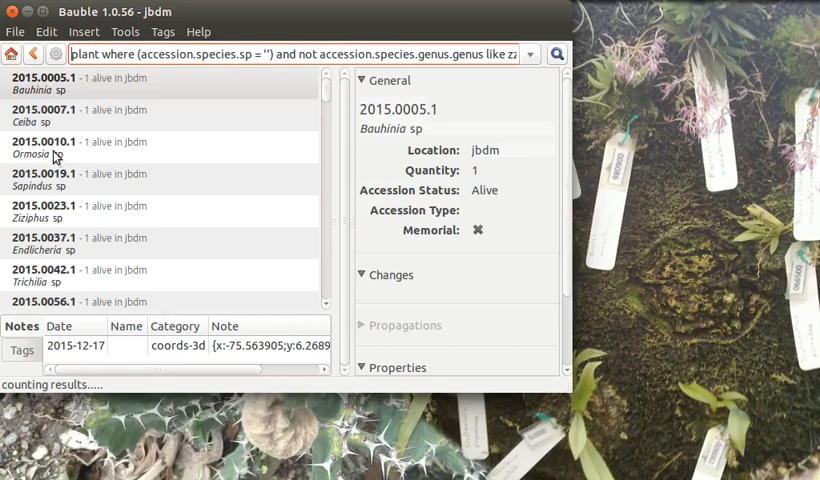 Bauble 1.0.56 - jbdm
File Edit Insert Tools Tags Help
plant where (accession.species.sp = '') and not accession.species.genus.genus like zz
2015.0005.1 - 1 alive in jbdm
Bauhinia sp
2015.0007.1 - 1 alive in jbdm
Ceiba sp
2015.0010.1 - 1 alive in jbdm
Ormosia
2015.0019.1 - 1 alive in jbdm
Sapindus sp
2015.0023.1 - 1 alive in jbdm
Ziziphus sp
2015.0037.1 - 1 alive in jbdm
Endlicheria sp
2015.0042.1 - 1 alive in jbdm
Trichilia sp
2015.0056.1 - 1 alive in jbdm
General
2015.0005.1
Bauhinia sp
Location: jbdm
Quantity: 1
Accession Status: Alive
Accession Type:
Memorial: ✖
Changes
Propagations
Properties
Notes
Tags
Date Name Category Note
2015-12-17 coords-3d {x:-75.563905;y:6.2689
counting results.....